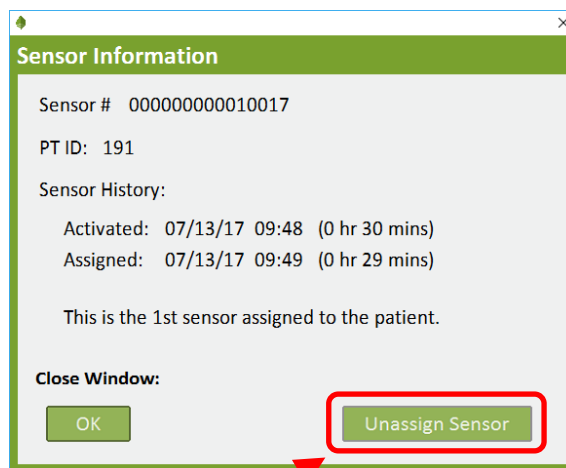 Sensor Information
Sensor # 000000000010017
PT ID: 191
Sensor History:
Activated: 07/13/17 09:48 (0 hr 30 mins)
Assigned: 07/13/17 09:49 (0 hr 29 mins)
This is the 1st sensor assigned to the patient.
Close Window:
OK Unassign Sensor